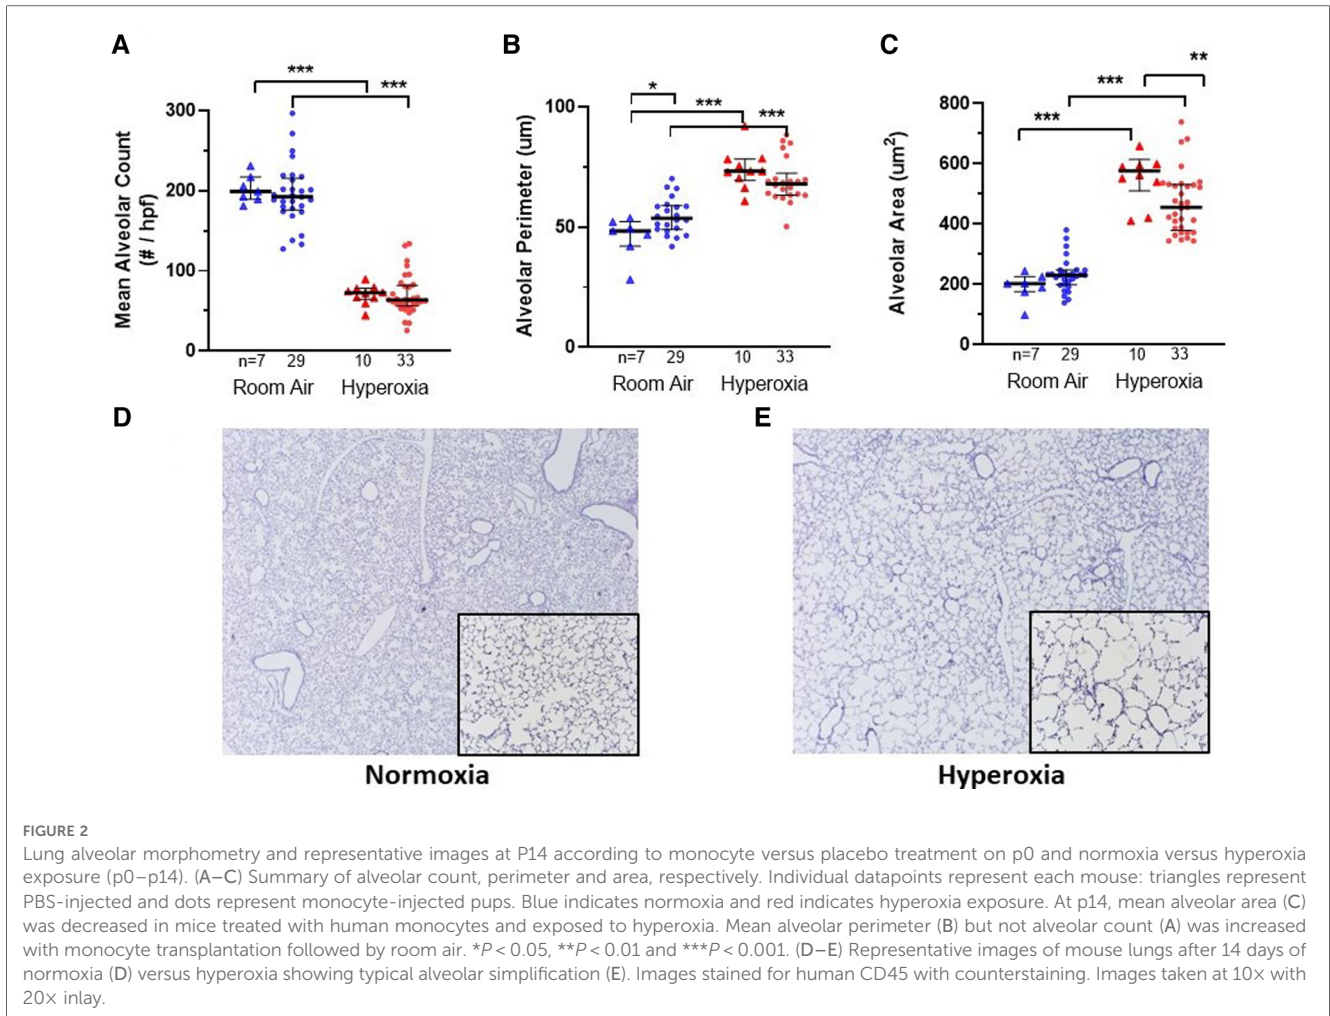 A
B
C
***
***
300
200
100
0
Mean Alveolar Count
(# / hpf)
n=7 29 10 33
Room Air Hyperoxia
*
***
***
100
50
0
Alveolar Perimeter (um)
n=7 29 10 33
Room Air Hyperoxia
**
***
***
800
600
400
200
0
Alveolar Area (um2)
n=7 29 10 33
Room Air Hyperoxia
D
E
Normoxia
Hyperoxia
FIGURE 2
Lung alveolar morphometry and representative images at P14 according to monocyte versus placebo treatment on p0 and normoxia versus hyperoxia
exposure (p0–p14). (A–C) Summary of alveolar count, perimeter and area, respectively. Individual datapoints represent each mouse: triangles represent
PBS-injected and dots represent monocyte-injected pups. Blue indicates normoxia and red indicates hyperoxia exposure. At p14, mean alveolar area (C)
was decreased in mice treated with human monocytes and exposed to hyperoxia. Mean alveolar perimeter (B) but not alveolar count (A) was increased
with monocyte transplantation followed by room air. *P < 0.05, **P < 0.01 and ***P < 0.001. (D–E) Representative images of mouse lungs after 14 days of
normoxia (D) versus hyperoxia showing typical alveolar simplification (E). Images stained for human CD45 with counterstaining. Images taken at 10× with
20× inlay.